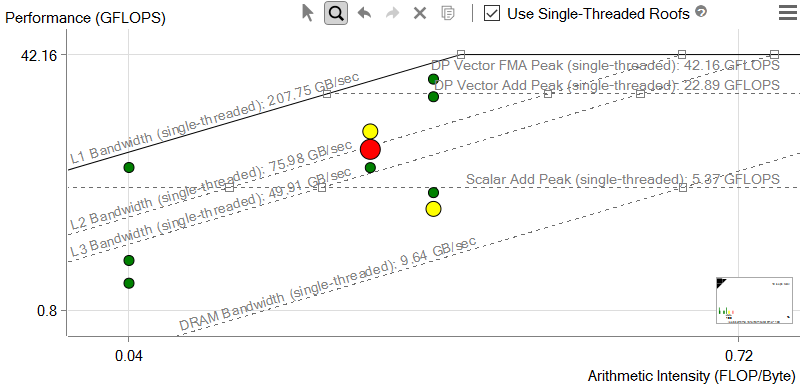 Performance (GFLOPS)
Use Single-Threaded Roofs
42.16
DP Vector FMA Peak (single-threaded): 42.16 GFLOPS
DP Vector Add Peak (single-threaded): 22.89 GFLOPS
L1 Bandwidth (single-threaded): 207.75 GB/sec
L2 Bandwidth (single-threaded): 75.98 GB/sec
Scalar Add Peak (single-threaded): 5.37 GFLOPS
L3 Bandwidth (single-threaded): 49.91 GB/sec
DRAM Bandwidth (single-threaded): 9.64 GB/sec
0.8
0.04
0.72
Arithmetic Intensity (FLOP/Byte)